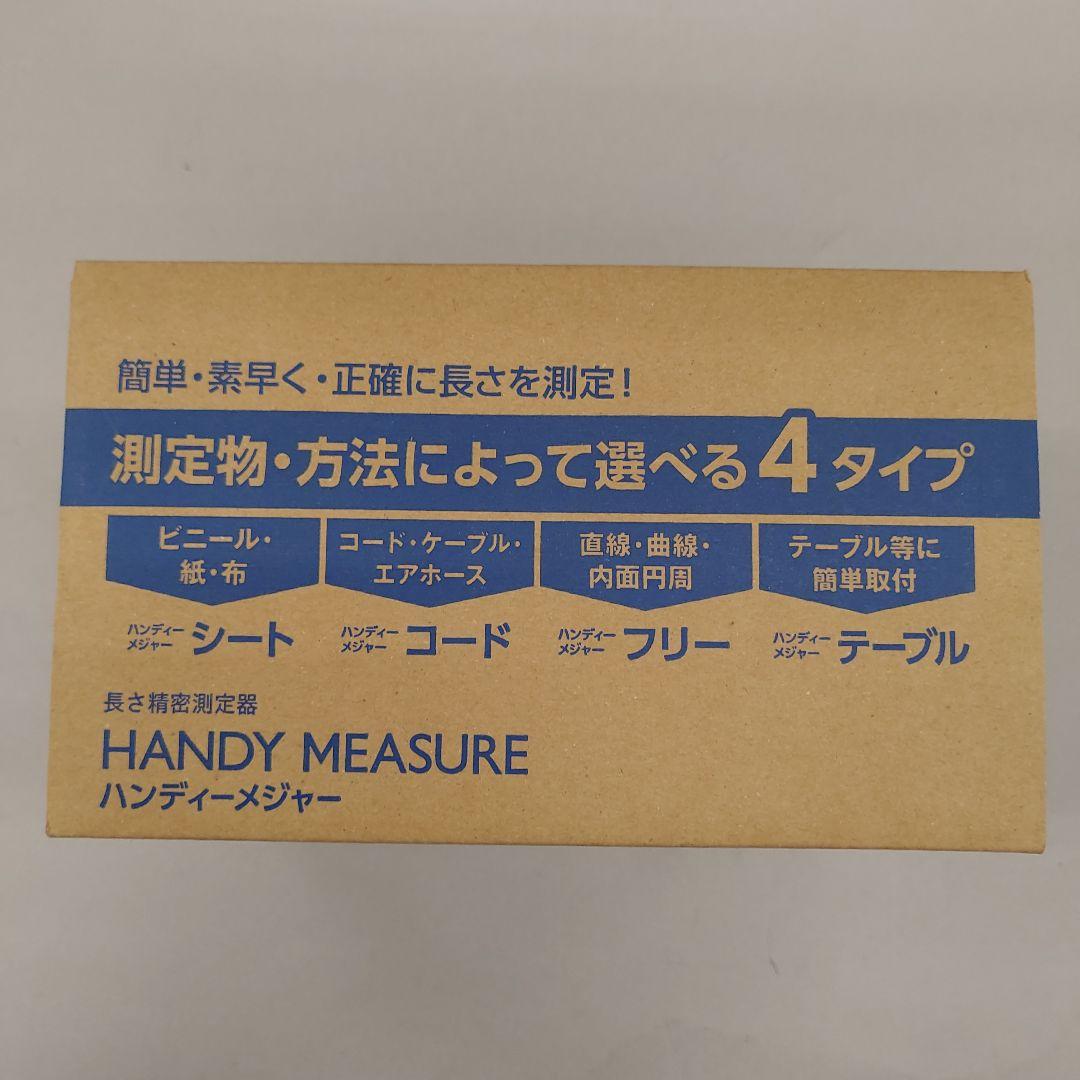 簡単・素早く・正確に長さを測定!
測定物・方法によって選べる4タイプ
ビニール・
紙・布
コード・ケーブル・
エアホース
直線・曲線・
内面円周
テーブル等に
簡単取付
ハンディー
メジャー
シート
ハンディー
メジャー
コード
ハンディー
メジャー
フリー
ハンディー
メジャー
テーブル
長さ精密測定器
HANDY MEASURE
ハンディーメジャー